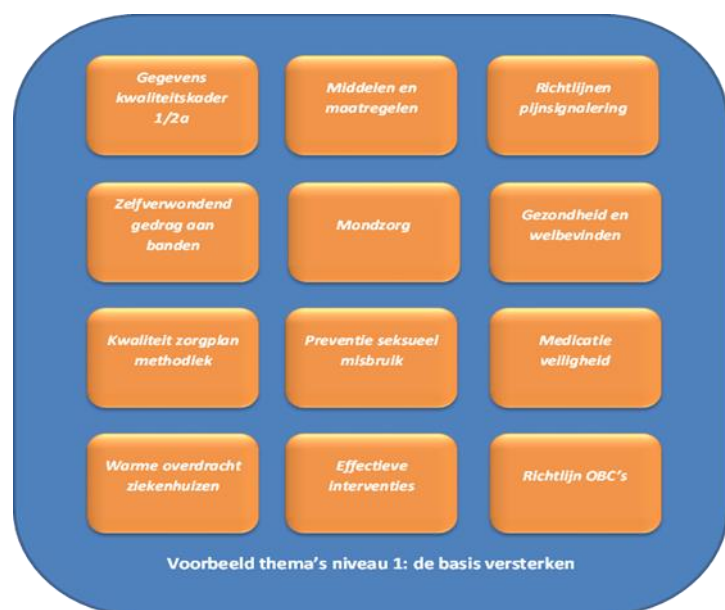 Gegevens
kwaliteitskader
1/2a
Middelen en
maatregelen
Richtlijnen
pijnsignalering
Zelfverwondend
gedrag aan
banden
Mondzorg
Gezondheid en
welbevinden
Kwaliteit zorgplan
methodiek
Preventie seksueel
misbruik
Medicatie
veiligheid
Warme overdracht
ziekenhuizen
Effectieve
interventies
Richtlijn OBC's
Voorbeeld thema's niveau 1: de basis versterken